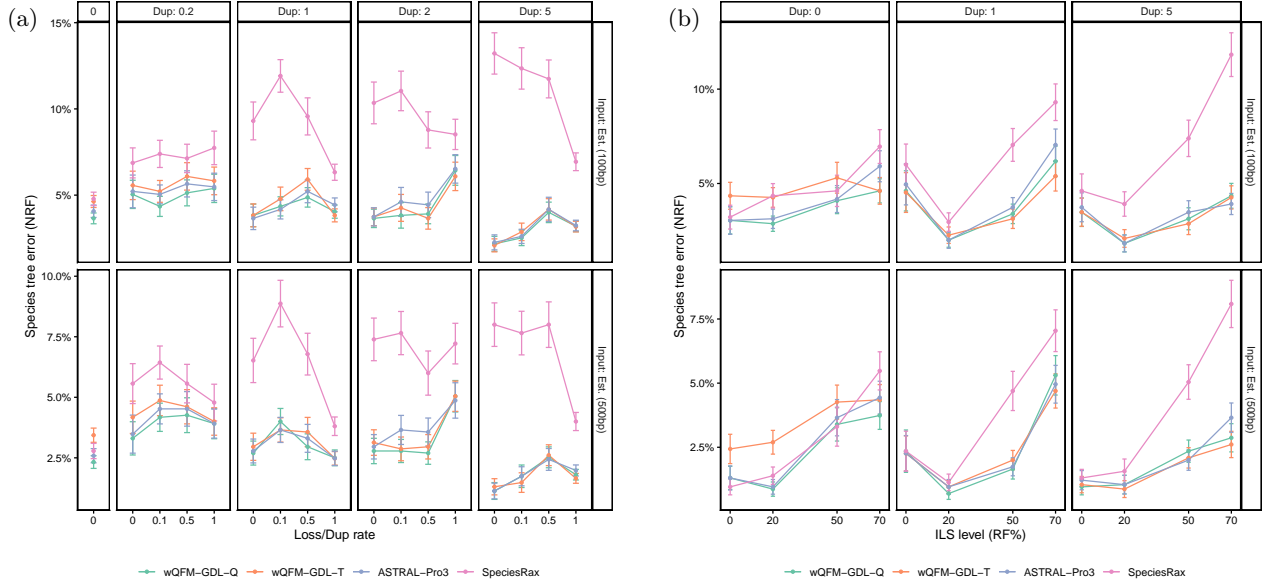 (a)
0
Dup: 0.2
Dup: 1
Dup: 2
Dup: 5
15%
10%
5%
Input: Est. (100bp)
10.0%
7.5%
5.0%
2.5%
Input: Est. (500bp)
Species tree error (NRF)
0
0 0.1 0.5 1
0 0.1 0.5 1
0 0.1 0.5 1
0 0.1 0.5 1
Loss/Dup rate
wQFM−GDL−Q wQFM−GDL−T ASTRAL−Pro3 SpeciesRax
(b)
Dup: 0
Dup: 1
Dup: 5
10%
5%
Input: Est. (100bp)
7.5%
5.0%
2.5%
Input: Est. (500bp)
Species tree error (NRF)
0 20 50 70
0 20 50 70
0 20 50 70
ILS level (RF%)
wQFM−GDL−Q wQFM−GDL−T ASTRAL−Pro3 SpeciesRax